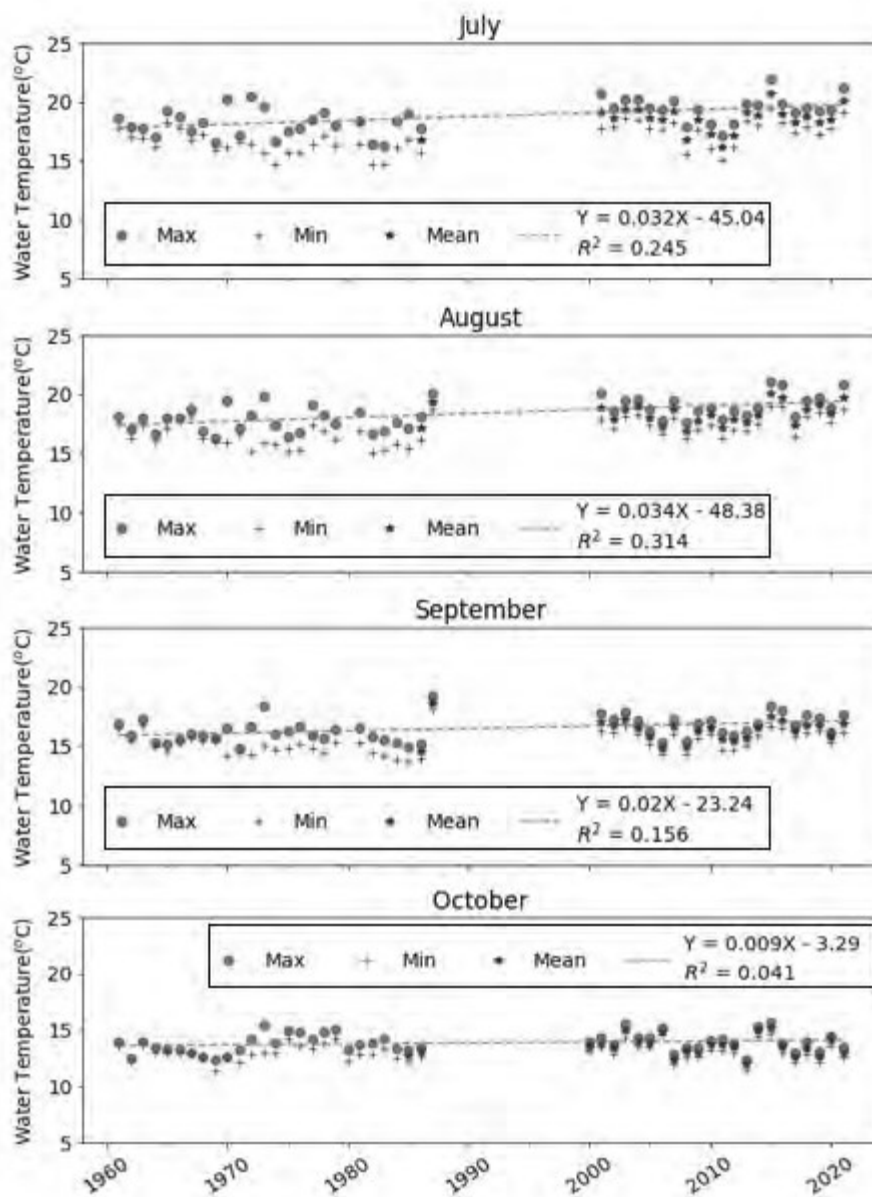 July
Water Temperature(°C)
25
20
15
10
5
Max Min Mean Y = 0.032X - 45.04
R² = 0.245
August
Water Temperature(°C)
25
20
15
10
5
Max Min Mean Y = 0.034X - 48.38
R² = 0.314
September
Water Temperature(°C)
25
20
15
10
5
Max Min Mean Y = 0.02X - 23.24
R² = 0.156
October
Water Temperature(°C)
25
20
15
10
5
Max Min Mean Y = 0.009X - 3.29
R² = 0.041
1960 1970 1980 1990 2000 2010 2020